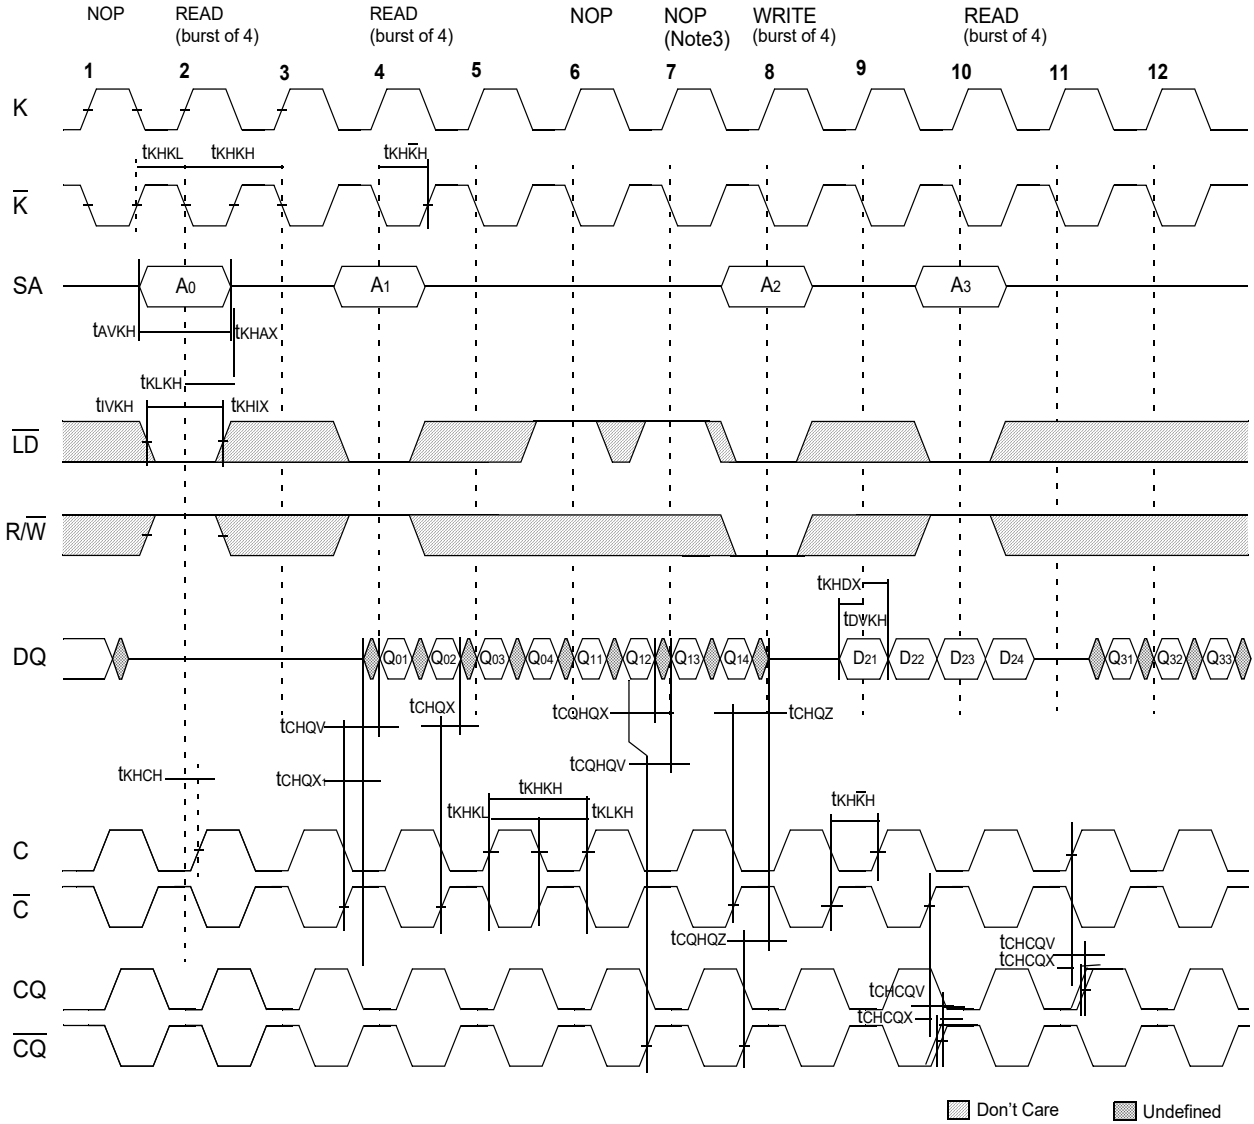 NOP READ READ NOP NOP WRITE READ
(burst of 4) (burst of 4) (Note3) (burst of 4) (burst of 4)
1 2 3 4 5 6 7 8 9 10 11 12
K
tKHKL tKHKH tKHK̅H
K̅
SA A0 A1 A2 A3
tAVKH tKHAX
tKLKH
tIVKH tKHIX
L̅D̅
R/W̅
tKHDX
tDVKH
DQ Q01 Q02 Q03 Q04 Q11 Q12 Q13 Q14 D21 D22 D23 D24 Q31 Q32 Q33
tCHQV tCHQX tCQHQX tCHQZ
tKHCH tCHQX1 tCQHQV
tKHKH
tKHKL tKLKH tKHK̅H
C
C̅
tCQHQZ tCHCQV
tCHCQX
CQ tCHCQV
tCHCQX
C̅Q̅
Don't Care Undefined